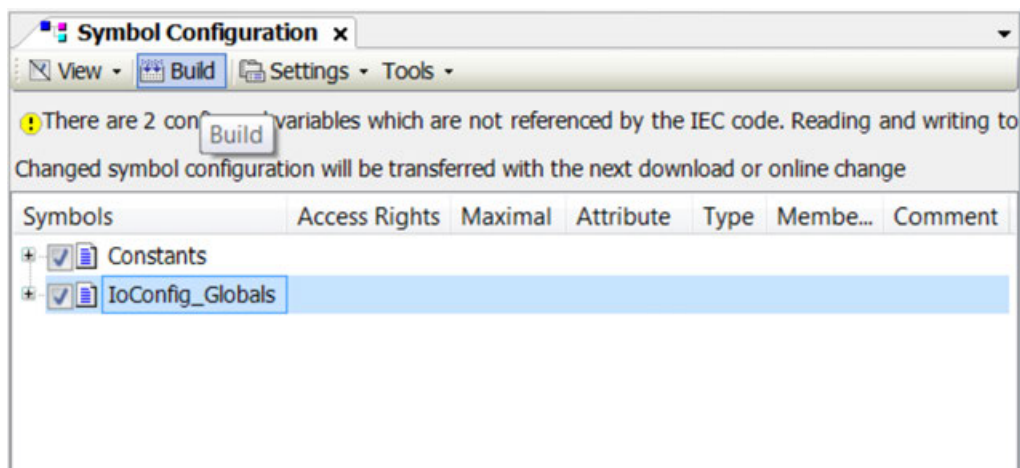 Symbol Configuration x
View Build Settings Tools
There are 2 con variables which are not referenced by the IEC code. Reading and writing to
Build
Changed symbol configuration will be transferred with the next download or online change
Symbols Access Rights Maximal Attribute Type Membe... Comment
Constants
IoConfig_Globals